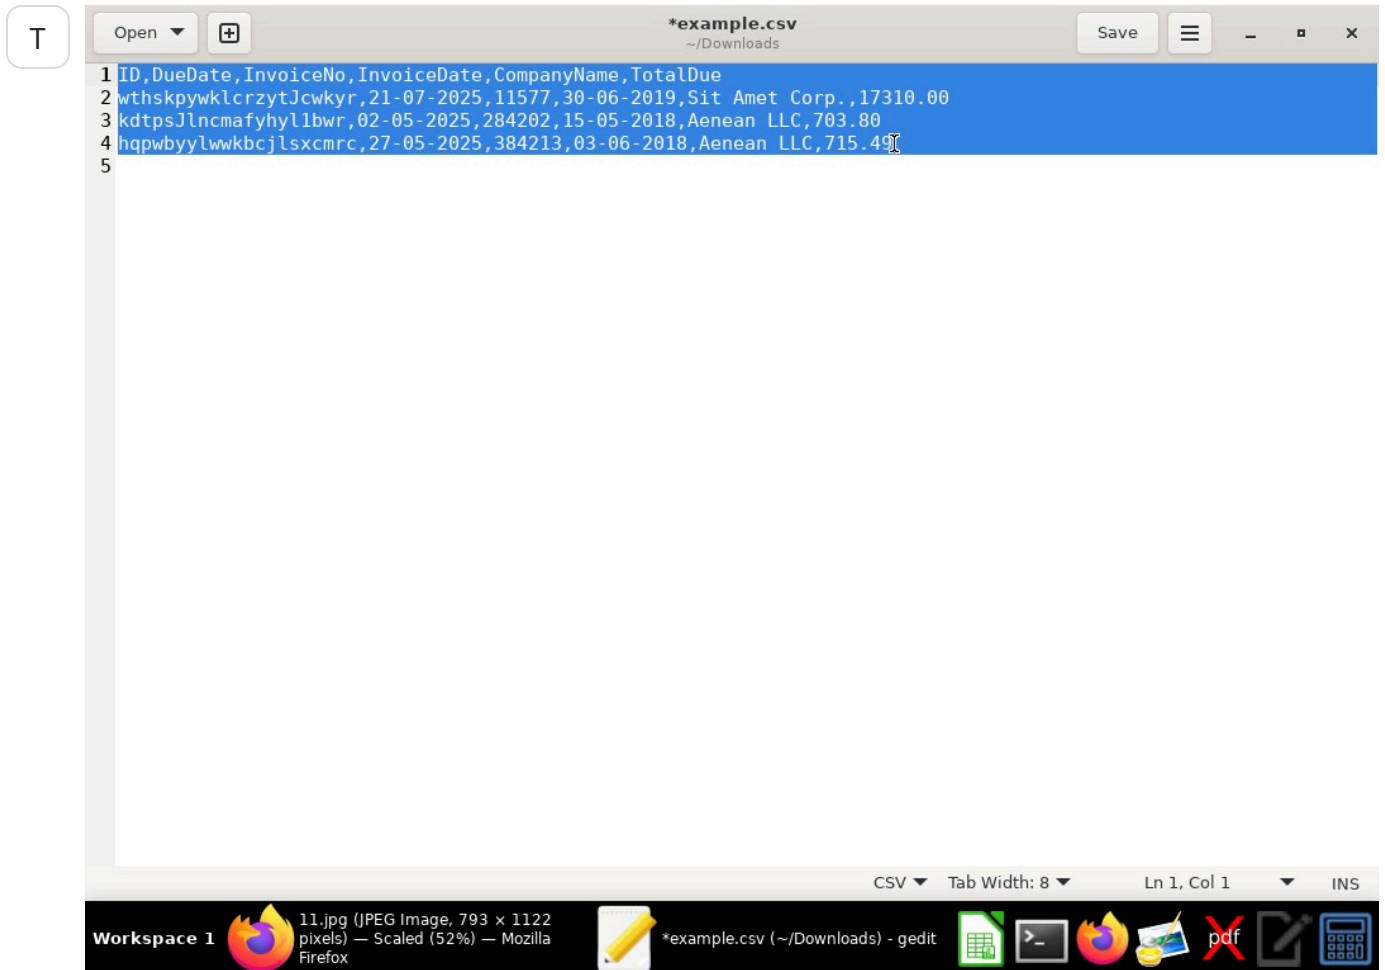 T
Open
*example.csv
~/Downloads
Save
1 ID,DueDate,InvoiceNo,InvoiceDate,CompanyName,TotalDue
2 wthskpywklcrzytJcwkyr,21-07-2025,11577,30-06-2019,Sit Amet Corp.,17310.00
3 kdtpsJlncmafyhyl1bwr,02-05-2025,284202,15-05-2018,Aenean LLC,703.80
4 hqpwbyylwwkbcjlsxcmrc,27-05-2025,384213,03-06-2018,Aenean LLC,715.49
5
CSV Tab Width: 8 Ln 1, Col 1 INS
Workspace 1
11.jpg (JPEG Image, 793 × 1122
pixels) — Scaled (52%) — Mozilla
Firefox
*example.csv (~/Downloads) - gedit
pdf